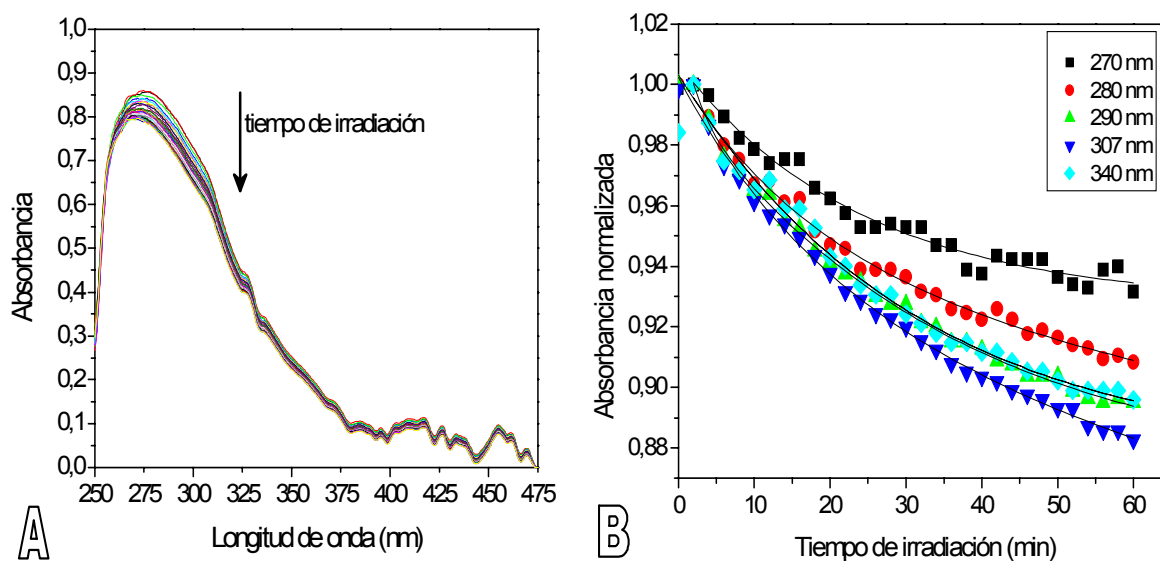 1,0
0,9
0,8
0,7
0,6
0,5
0,4
0,3
0,2
0,1
0,0
Absorbancia
tiempo de irradiación
250 275 300 325 350 375 400 425 450 475
Longitud de onda (nm)
A
1,02
1,00
0,98
0,96
0,94
0,92
0,90
0,88
Absorbancia normalizada
270 nm
280 nm
290 nm
307 nm
340 nm
0 10 20 30 40 50 60
Tiempo de irradiación (min)
B